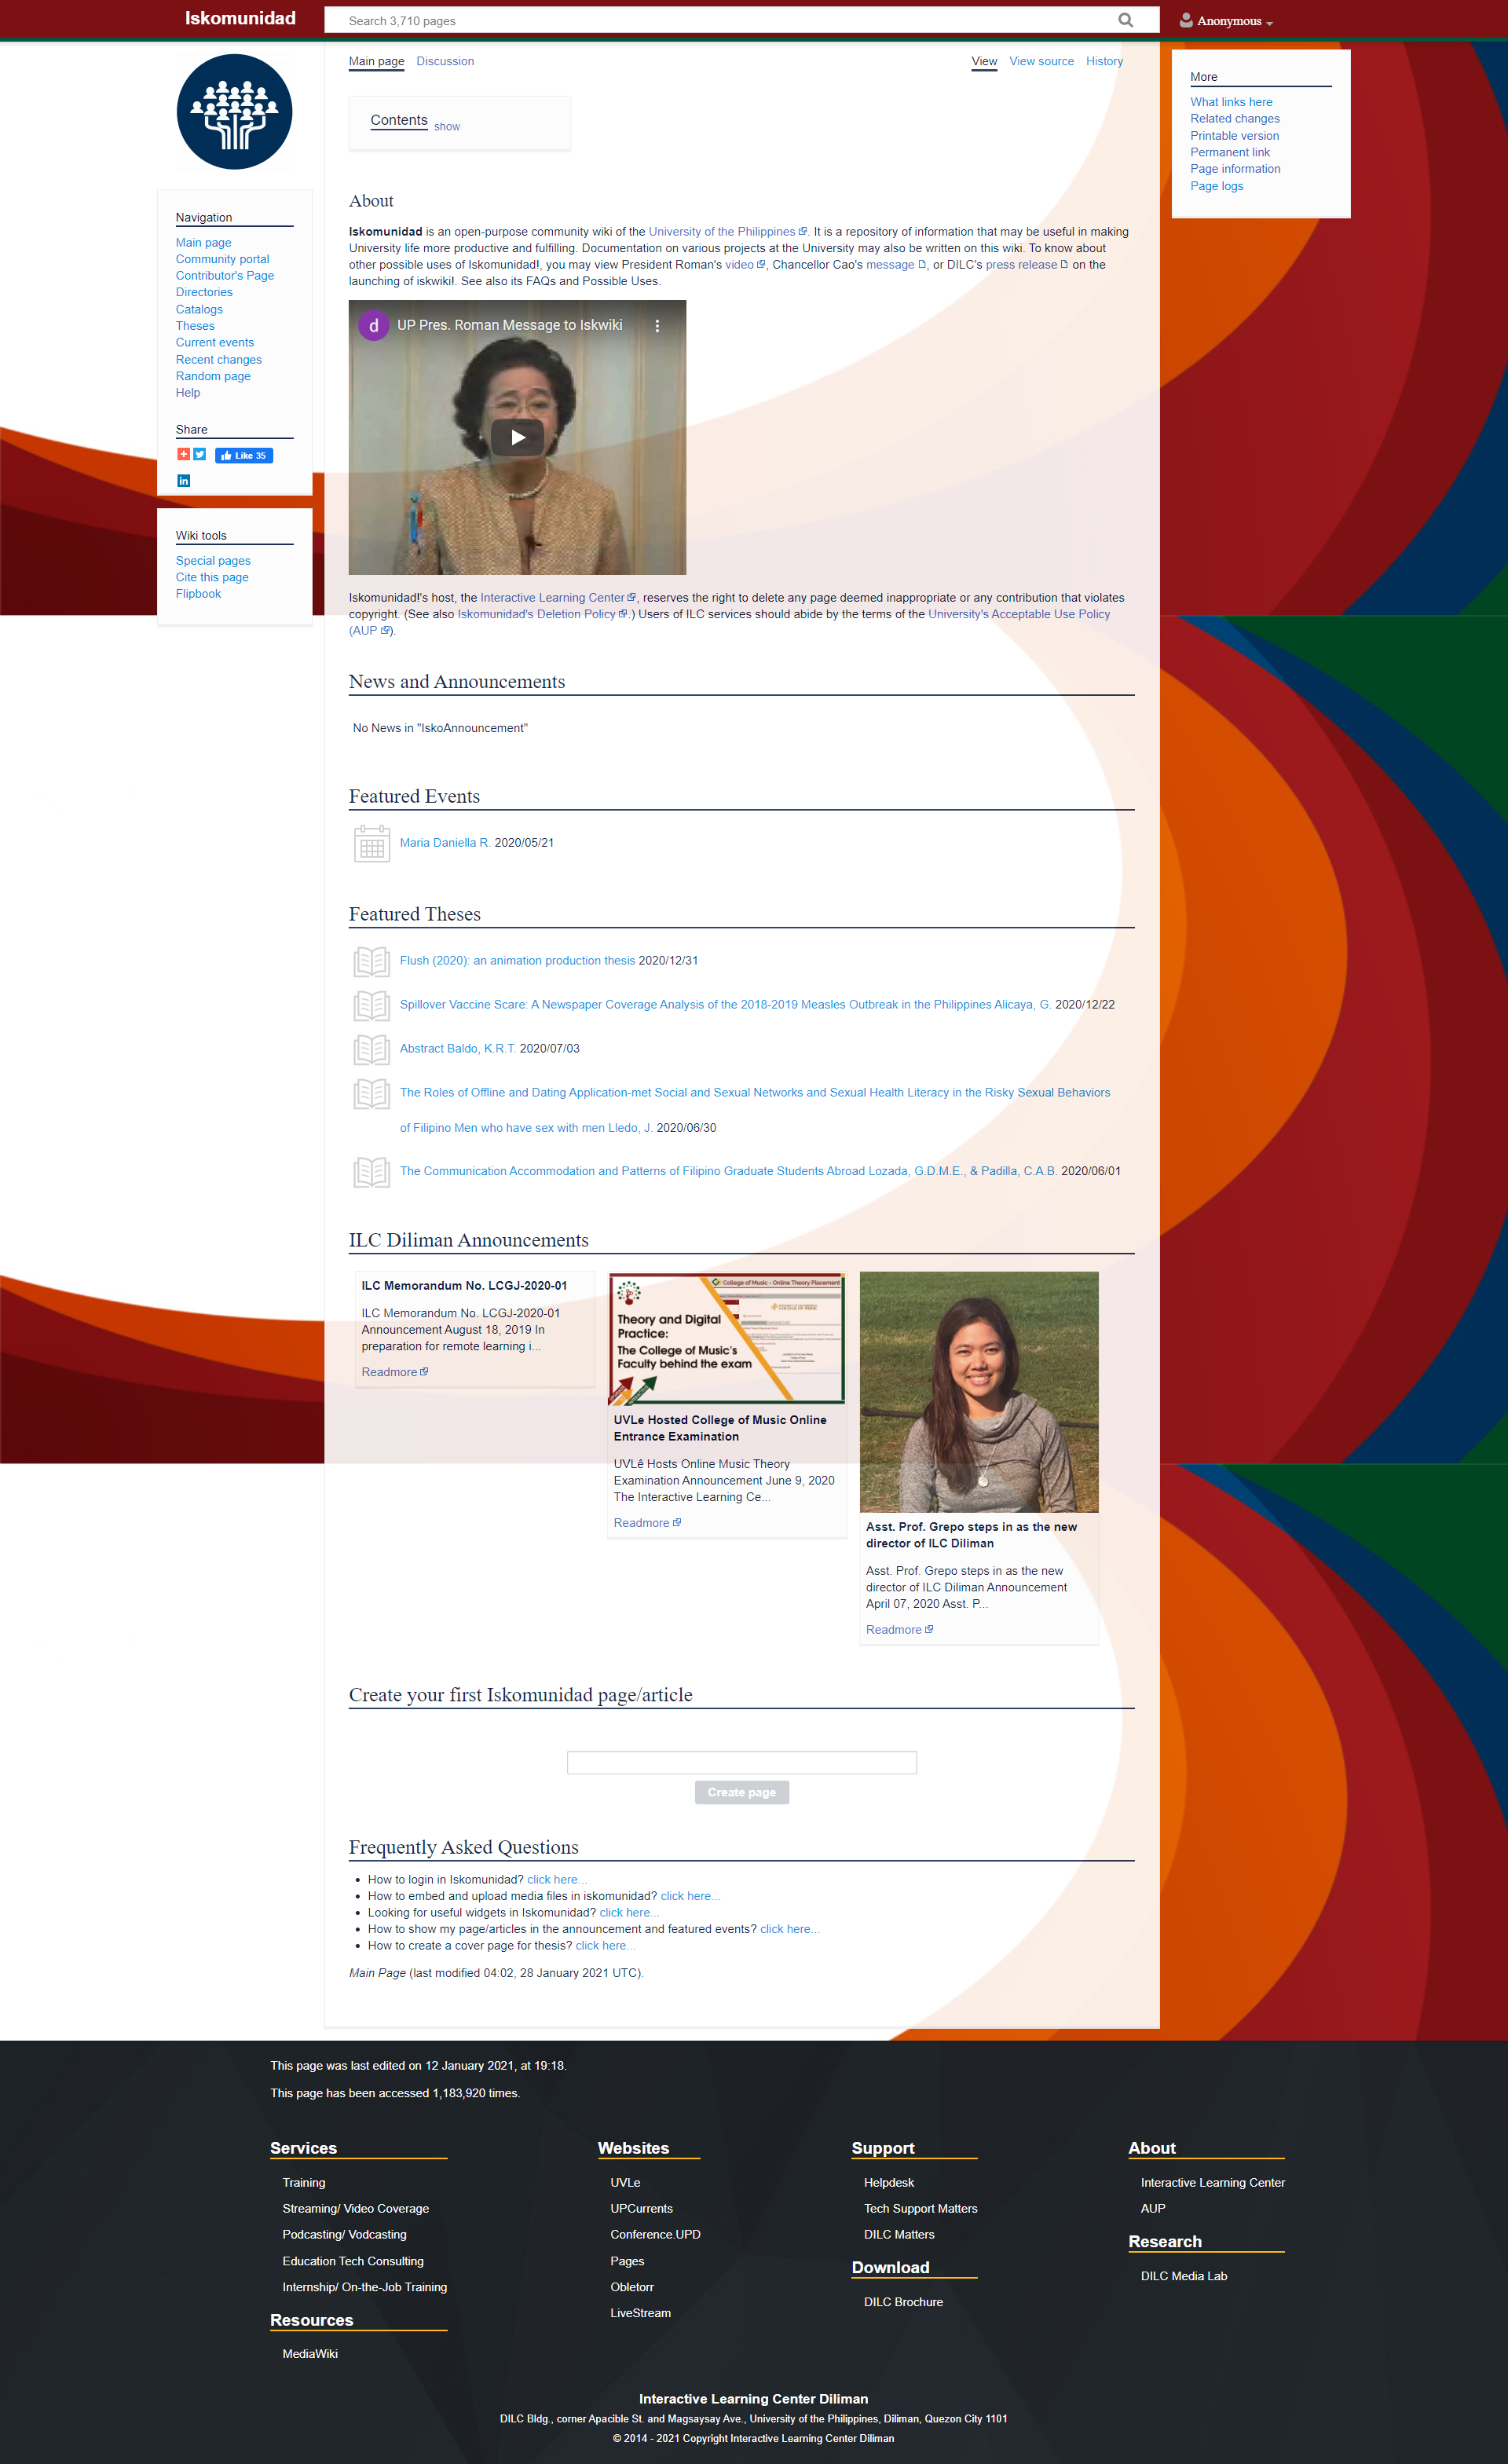 Iskomunidad
Search 3,710 pages
Anonymous
Main page Discussion
View View source History
Contents show
More
What links here
Related changes
Printable version
Permanent link
Page information
Page logs
Navigation
Main page
Community portal
Contributor's Page
Directories
Catalogs
Theses
Current events
Recent changes
Random page
Help
Share
Like 35
in
Wiki tools
Special pages
Cite this page
Flipbook
About
Iskomunidad is an open-purpose community wiki of the University of the Philippines. It is a repository of information that may be useful in making
University life more productive and fulfilling. Documentation on various projects at the University may also be written on this wiki. To know about
other possible uses of Iskomunidad!, you may view President Roman's video, Chancellor Cao's message, or DILC's press release on the
launching of iskwiki!. See also its FAQs and Possible Uses.
d UP Pres. Roman Message to Iskwiki
Iskomunidad!'s host, the Interactive Learning Center, reserves the right to delete any page deemed inappropriate or any contribution that violates
copyright. (See also Iskomunidad's Deletion Policy.) Users of ILC services should abide by the terms of the University's Acceptable Use Policy
(AUP).
News and Announcements
No News in "IskoAnnouncement"
Featured Events
Maria Daniella R. 2020/05/21
Featured Theses
Flush (2020): an animation production thesis 2020/12/31
Spillover Vaccine Scare: A Newspaper Coverage Analysis of the 2018-2019 Measles Outbreak in the Philippines Alicaya, G. 2020/12/22
Abstract Baldo, K.R.T. 2020/07/03
The Roles of Offline and Dating Application-met Social and Sexual Networks and Sexual Health Literacy in the Risky Sexual Behaviors
of Filipino Men who have sex with men Lledo, J. 2020/06/30
The Communication Accommodation and Patterns of Filipino Graduate Students Abroad Lozada, G.D.M.E., & Padilla, C.A.B. 2020/06/01
ILC Diliman Announcements
ILC Memorandum No. LCGJ-2020-01
ILC Memorandum No. LCGJ-2020-01
Announcement August 18, 2019 In
preparation for remote learning i...
Readmore
College of Music - Online Theory Placement
Theory and Digital
Practice:
The College of Music's
Faculty behind the exam
UVLe Hosted College of Music Online
Entrance Examination
UVLê Hosts Online Music Theory
Examination Announcement June 9, 2020
The Interactive Learning Ce...
Readmore
Asst. Prof. Grepo steps in as the new
director of ILC Diliman
Asst. Prof. Grepo steps in as the new
director of ILC Diliman Announcement
April 07, 2020 Asst. P...
Readmore
Create your first Iskomunidad page/article
Create page
Frequently Asked Questions
How to login in Iskomunidad? click here...
How to embed and upload media files in iskomunidad? click here...
Looking for useful widgets in Iskomunidad? click here...
How to show my page/articles in the announcement and featured events? click here...
How to create a cover page for thesis? click here...
Main Page (last modified 04:02, 28 January 2021 UTC).
This page was last edited on 12 January 2021, at 19:18.
This page has been accessed 1,183,920 times.
Services
Training
Streaming/ Video Coverage
Podcasting/ Vodcasting
Education Tech Consulting
Internship/ On-the-Job Training
Resources
MediaWiki
Websites
UVLe
UPCurrents
Conference.UPD
Pages
Obletorr
LiveStream
Support
Helpdesk
Tech Support Matters
DILC Matters
Download
DILC Brochure
About
Interactive Learning Center
AUP
Research
DILC Media Lab
Interactive Learning Center Diliman
DILC Bldg., corner Apacible St. and Magsaysay Ave., University of the Philippines, Diliman, Quezon City 1101
© 2014 - 2021 Copyright Interactive Learning Center Diliman